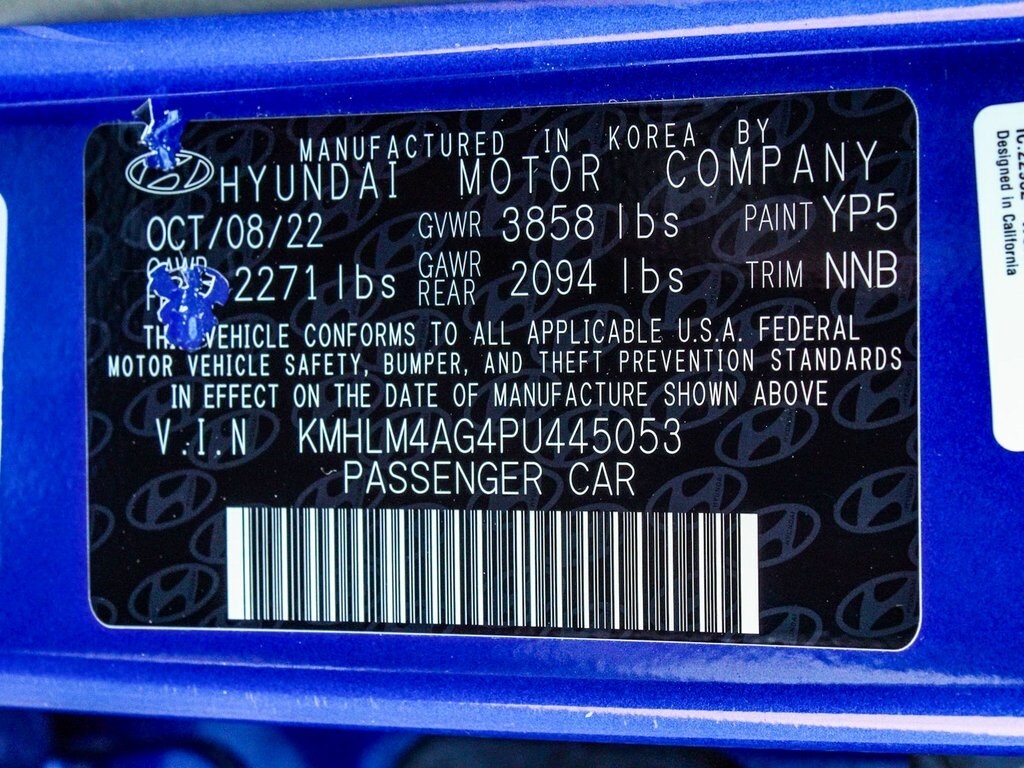 MANUFACTURED IN KOREA BY
HYUNDAI MOTOR COMPANY
OCT/08/22 GVWR 3858 lbs PAINT YP5
2271 lbs GAWR REAR 2094 lbs TRIM NNB
VEHICLE CONFORMS TO ALL APPLICABLE U.S.A. FEDERAL
MOTOR VEHICLE SAFETY, BUMPER, AND THEFT PREVENTION STANDARDS
IN EFFECT ON THE DATE OF MANUFACTURE SHOWN ABOVE
V.I.N KMHLM4AG4PU445053
PASSENGER CAR
Designed in California